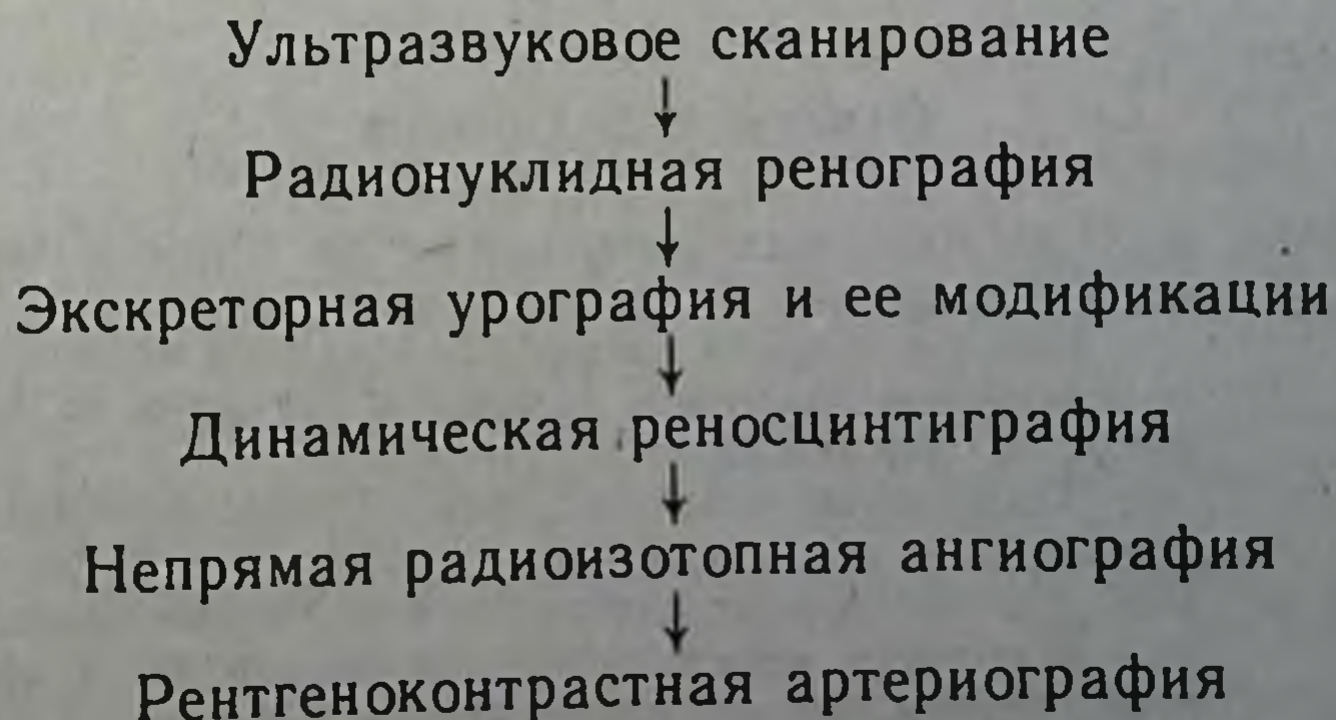 Ультразвуковое сканирование
Радионуклидная ренография
Экскреторная урография и ее модификации
Динамическая реносцинтиграфия
Непрямая радиоизотопная ангиография
Рентгеноконтрастная артериография